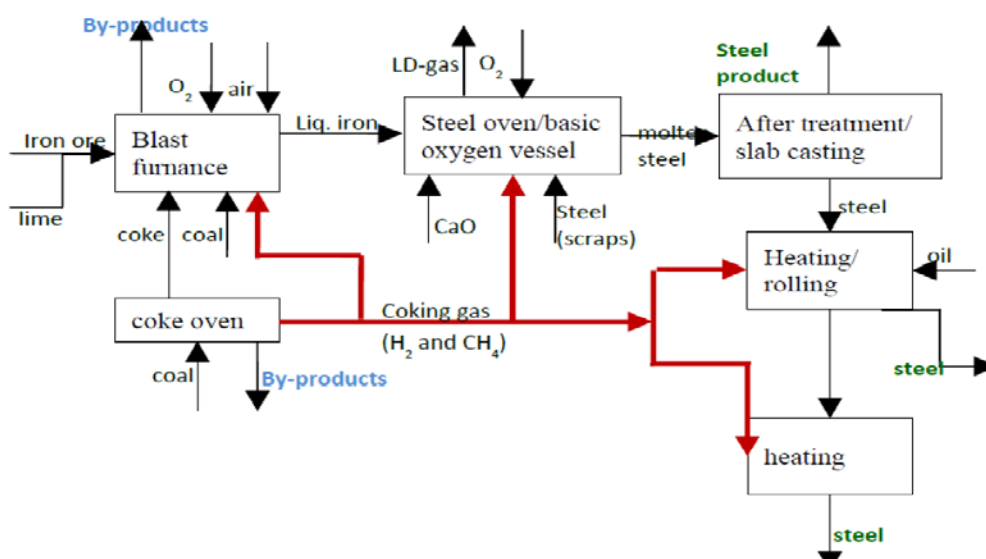 By-products
O2
air
LD-gas
O2
Steel
product
Iron ore
Blast
furnance
Liq. iron
Steel oven/basic
oxygen vessel
molten
steel
After treatment/
slab casting
lime
coke
coal
CaO
Steel
(scraps)
steel
Heating/
rolling
oil
coke oven
Coking gas
(H2 and CH4)
coal
By-products
steel
heating
steel